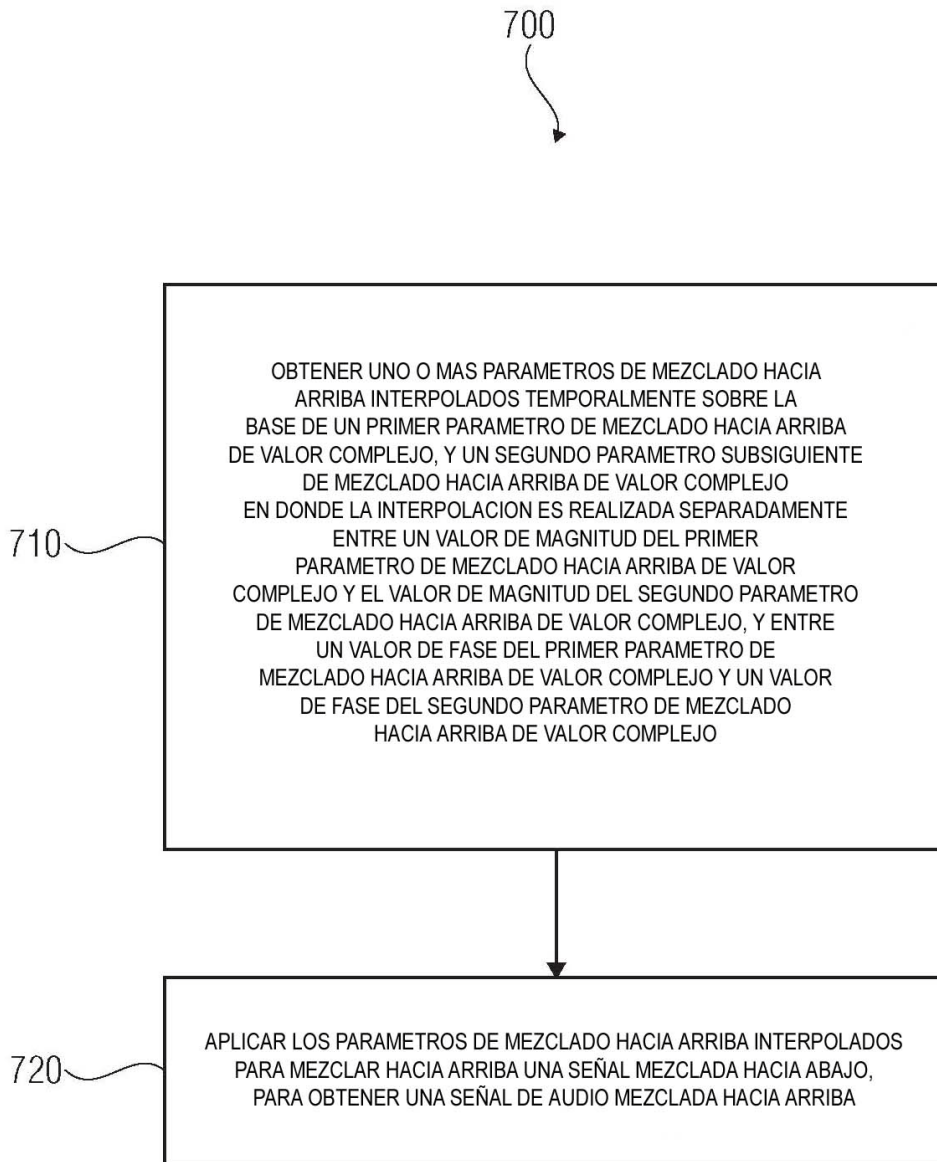 700
OBTENER UNO O MAS PARAMETROS DE MEZCLADO HACIA
ARRIBA INTERPOLADOS TEMPORALMENTE SOBRE LA
BASE DE UN PRIMER PARAMETRO DE MEZCLADO HACIA ARRIBA
DE VALOR COMPLEJO, Y UN SEGUNDO PARAMETRO SUBSIGUIENTE
DE MEZCLADO HACIA ARRIBA DE VALOR COMPLEJO
EN DONDE LA INTERPOLACION ES REALIZADA SEPARADAMENTE
ENTRE UN VALOR DE MAGNITUD DEL PRIMER
PARAMETRO DE MEZCLADO HACIA ARRIBA DE VALOR
COMPLEJO Y EL VALOR DE MAGNITUD DEL SEGUNDO PARAMETRO
DE MEZCLADO HACIA ARRIBA DE VALOR COMPLEJO, Y ENTRE
UN VALOR DE FASE DEL PRIMER PARAMETRO DE
MEZCLADO HACIA ARRIBA DE VALOR COMPLEJO Y UN VALOR
DE FASE DEL SEGUNDO PARAMETRO DE MEZCLADO
HACIA ARRIBA DE VALOR COMPLEJO
710
APLICAR LOS PARAMETROS DE MEZCLADO HACIA ARRIBA INTERPOLADOS
PARA MEZCLAR HACIA ARRIBA UNA SEÑAL MEZCLADA HACIA ABAJO,
PARA OBTENER UNA SEÑAL DE AUDIO MEZCLADA HACIA ARRIBA
720